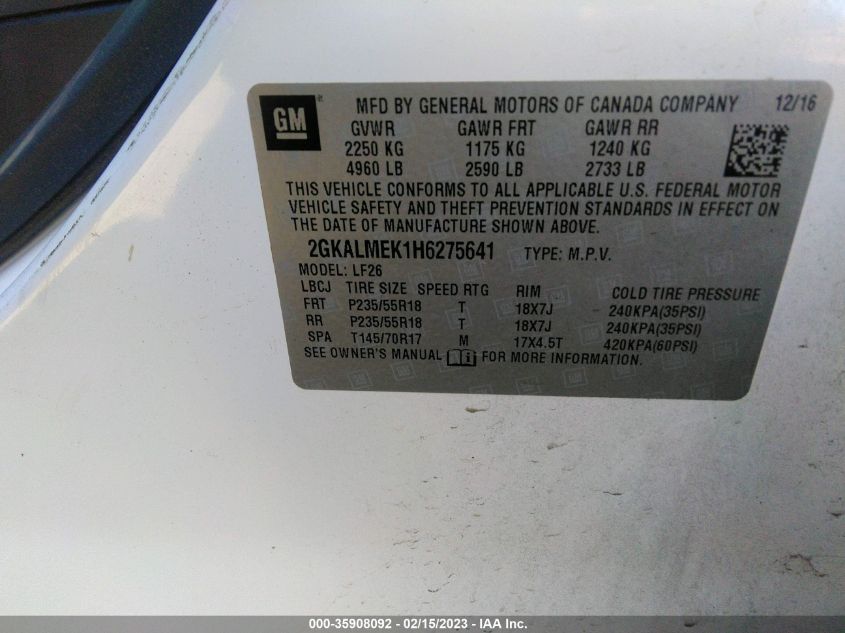 GM
MFD BY GENERAL MOTORS OF CANADA COMPANY 12/16
GVWR GAWR FRT GAWR RR
2250 KG 1175 KG 1240 KG
4960 LB 2590 LB 2733 LB
THIS VEHICLE CONFORMS TO ALL APPLICABLE U.S. FEDERAL MOTOR
VEHICLE SAFETY AND THEFT PREVENTION STANDARDS IN EFFECT ON
THE DATE OF MANUFACTURE SHOWN ABOVE.
2GKALMEK1H6275641 TYPE: M.P.V.
MODEL: LF26
LBCJ TIRE SIZE SPEED RTG RIM COLD TIRE PRESSURE
FRT P235/55R18 T 18X7J 240KPA(35PSI)
RR P235/55R18 T 18X7J 240KPA(35PSI)
SPA T145/70R17 M 17X4.5T 420KPA(60PSI)
SEE OWNER'S MANUAL FOR MORE INFORMATION.
000-35908092 - 02/15/2023 - IAA Inc.